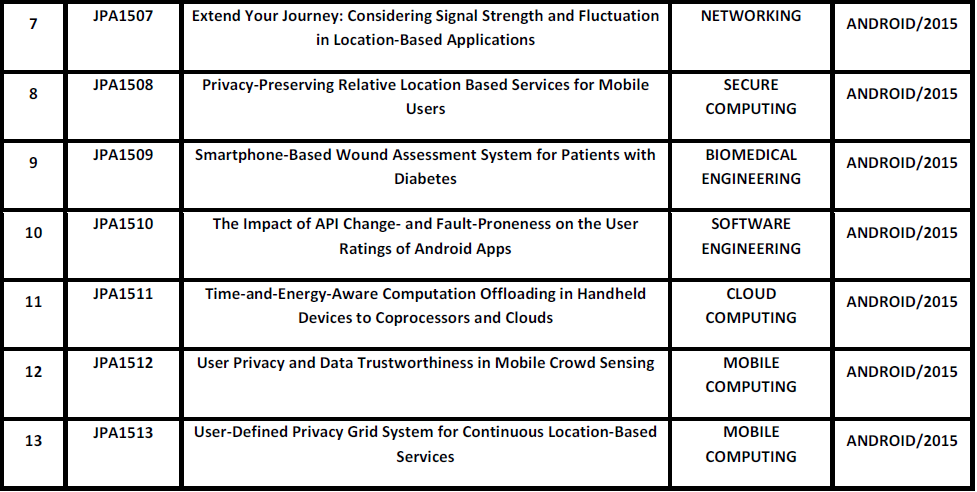 7 JPA1507 Extend Your Journey: Considering Signal Strength and Fluctuation NETWORKING ANDROID/2015
in Location-Based Applications
8 JPA1508 Privacy-Preserving Relative Location Based Services for Mobile SECURE ANDROID/2015
Users COMPUTING
9 JPA1509 Smartphone-Based Wound Assessment System for Patients with BIOMEDICAL ANDROID/2015
Diabetes ENGINEERING
10 JPA1510 The Impact of API Change- and Fault-Proneness on the User SOFTWARE ANDROID/2015
Ratings of Android Apps ENGINEERING
11 JPA1511 Time-and-Energy-Aware Computation Offloading in Handheld CLOUD ANDROID/2015
Devices to Coprocessors and Clouds COMPUTING
12 JPA1512 User Privacy and Data Trustworthiness in Mobile Crowd Sensing MOBILE ANDROID/2015
COMPUTING
13 JPA1513 User-Defined Privacy Grid System for Continuous Location-Based MOBILE ANDROID/2015
Services COMPUTING